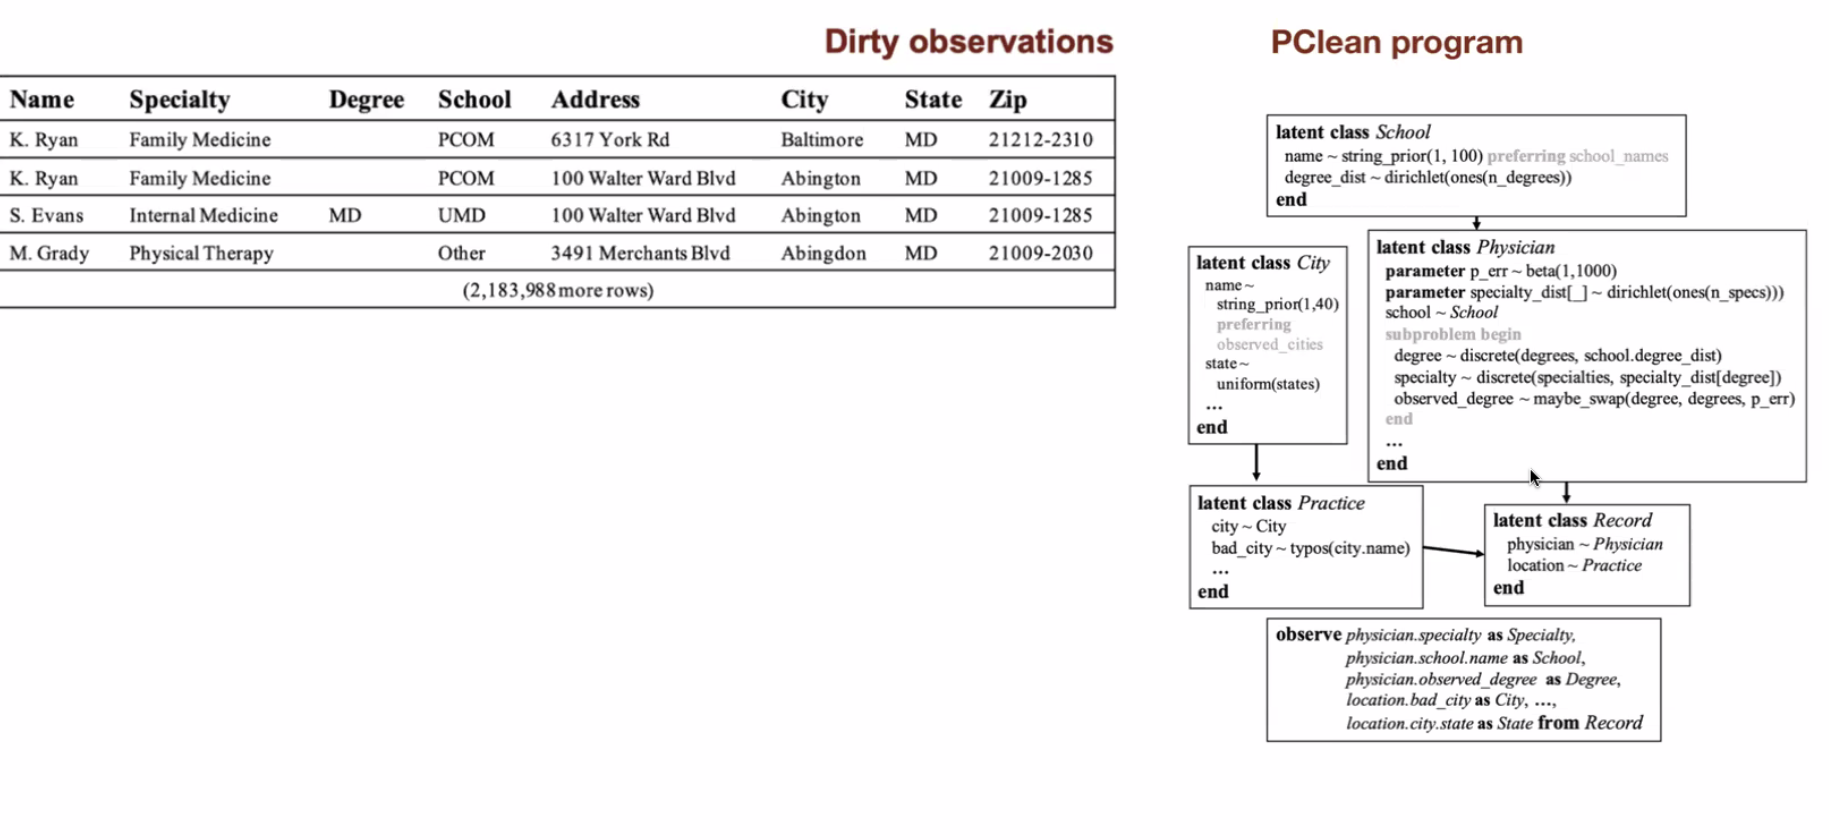 Dirty observations
Name Specialty Degree School Address City State Zip
K. Ryan Family Medicine PCOM 6317 York Rd Baltimore MD 21212-2310
K. Ryan Family Medicine PCOM 100 Walter Ward Blvd Abington MD 21009-1285
S. Evans Internal Medicine MD UMD 100 Walter Ward Blvd Abington MD 21009-1285
M. Grady Physical Therapy Other 3491 Merchants Blvd Abingdon MD 21009-2030
(2,183,988 more rows)
PClean program
latent class School
name ~ string_prior(1, 100) preferring school_names
degree_dist ~ dirichlet(ones(n_degrees))
end
latent class City
name ~
string_prior(1,40)
preferring
observed_cities
state ~
uniform(states)
...
end
latent class Physician
parameter p_err ~ beta(1,1000)
parameter specialty_dist[_] ~ dirichlet(ones(n_specs)))
school ~ School
subproblem begin
degree ~ discrete(degrees, school.degree_dist)
specialty ~ discrete(specialties, specialty_dist[degree])
observed_degree ~ maybe_swap(degree, degrees, p_err)
end
...
end
latent class Practice
city ~ City
bad_city ~ typos(city.name)
...
end
latent class Record
physician ~ Physician
location ~ Practice
end
observe physician.specialty as Specialty,
physician.school.name as School,
physician.observed_degree as Degree,
location.bad_city as City, ...,
location.city.state as State from Record